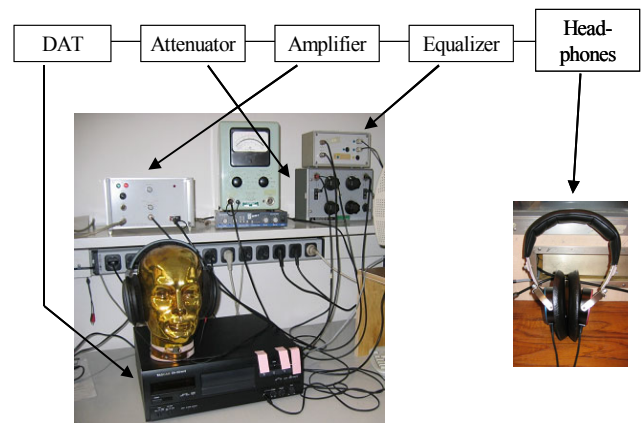 DAT
Attenuator
Amplifier
Equalizer
Head-
phones